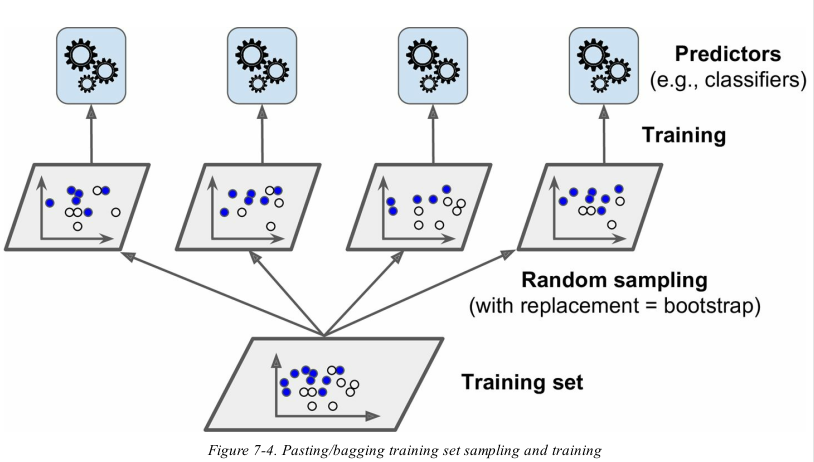 Predictors
(e.g., classifiers)
Training
Random sampling
(with replacement = bootstrap)
Training set
Figure 7-4. Pasting/bagging training set sampling and training